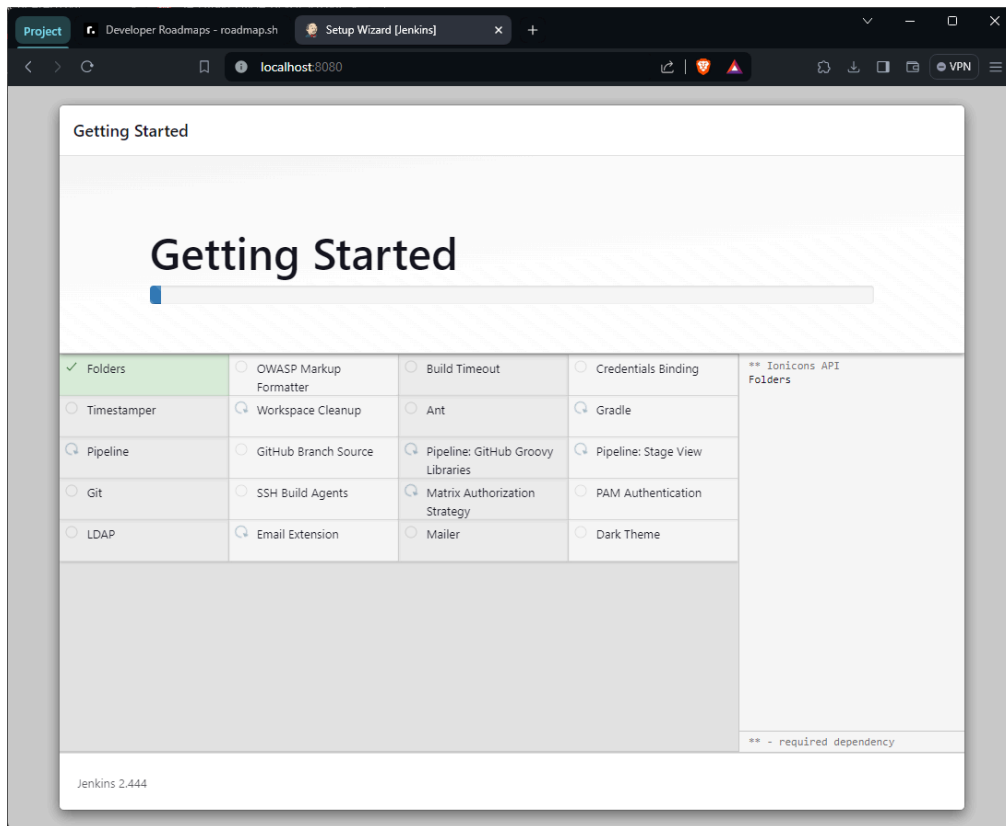 Project
Developer Roadmaps - roadmap.sh
Setup Wizard [Jenkins]
localhost:8080
VPN
Getting Started
Getting Started
Folders
OWASP Markup
Formatter
Build Timeout
Credentials Binding
Timestamper
Workspace Cleanup
Ant
Gradle
Pipeline
GitHub Branch Source
Pipeline: GitHub Groovy
Libraries
Pipeline: Stage View
Git
SSH Build Agents
Matrix Authorization
Strategy
PAM Authentication
LDAP
Email Extension
Mailer
Dark Theme
** Ionicons API
Folders
** - required dependency
Jenkins 2.444